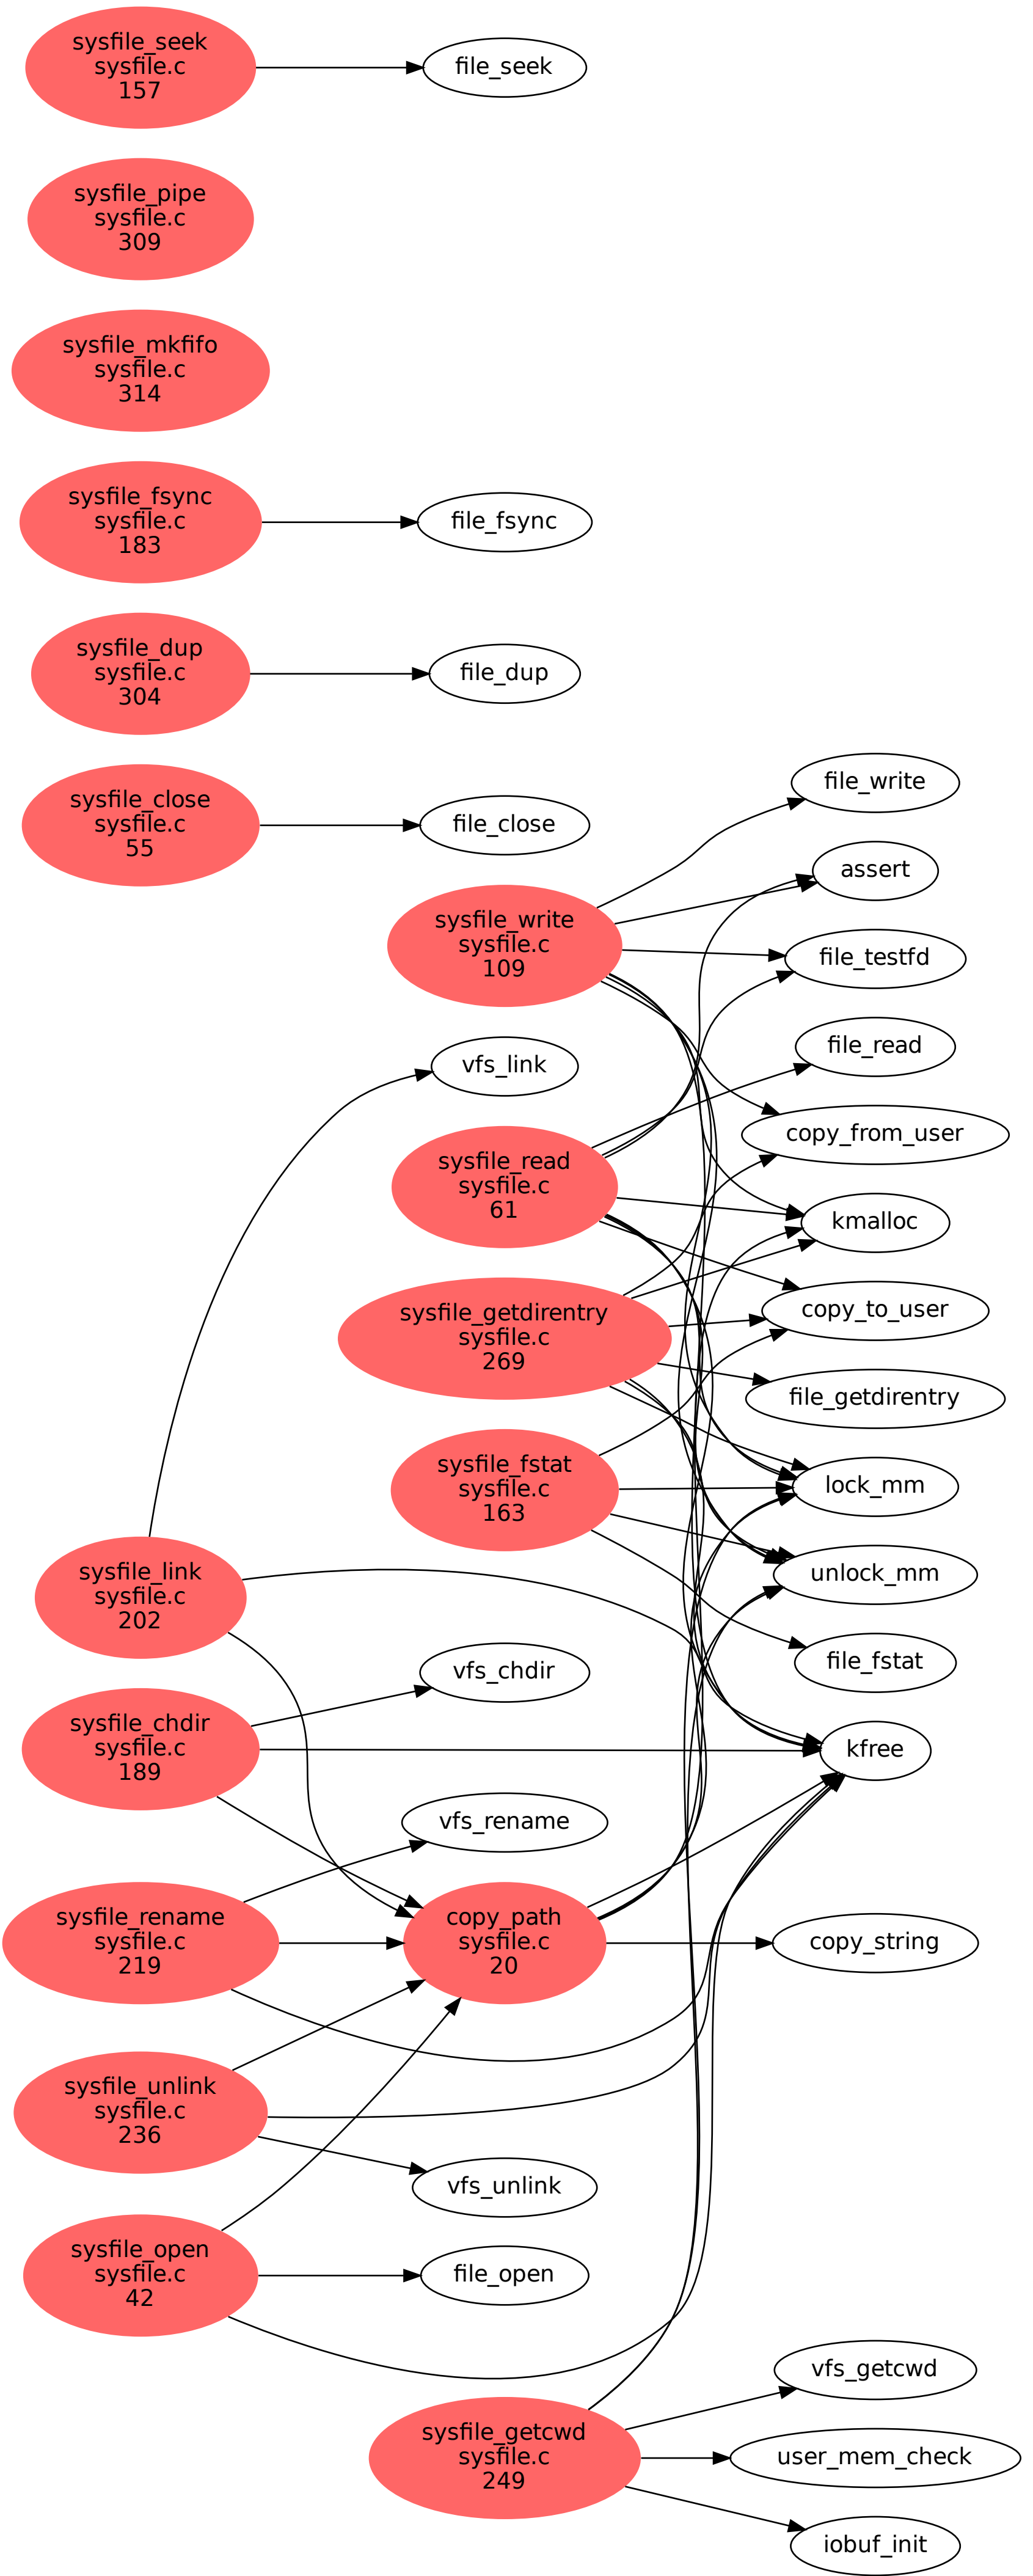 sysfile_seek
sysfile.c
157
file_seek
sysfile_pipe
sysfile.c
309
sysfile_mkfifo
sysfile.c
314
sysfile_fsync
sysfile.c
183
file_fsync
sysfile_dup
sysfile.c
304
file_dup
sysfile_close
sysfile.c
55
file_close
file_write
assert
sysfile_write
sysfile.c
109
file_testfd
file_read
vfs_link
copy_from_user
sysfile_read
sysfile.c
61
kmalloc
copy_to_user
sysfile_getdirentry
sysfile.c
269
file_getdirentry
lock_mm
sysfile_fstat
sysfile.c
163
unlock_mm
sysfile_link
sysfile.c
202
file_fstat
vfs_chdir
sysfile_chdir
sysfile.c
189
kfree
vfs_rename
sysfile_rename
sysfile.c
219
copy_path
sysfile.c
20
copy_string
sysfile_unlink
sysfile.c
236
vfs_unlink
sysfile_open
sysfile.c
42
file_open
vfs_getcwd
sysfile_getcwd
sysfile.c
249
user_mem_check
iobuf_init